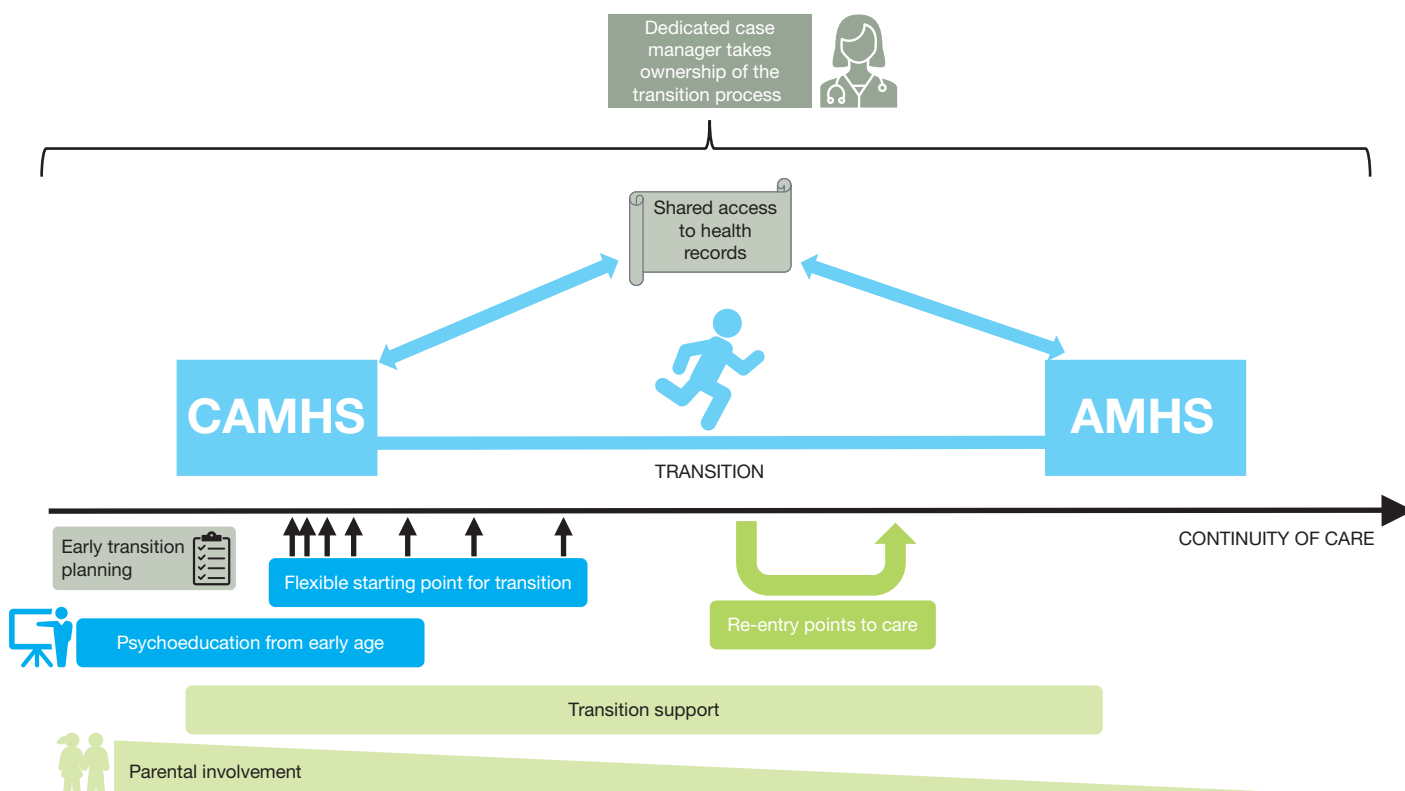 Dedicated case
manager takes
ownership of the
transition process
Shared access
to health
records
CAMHS
AMHS
TRANSITION
CONTINUITY OF CARE
Early transition
planning
Flexible starting point for transition
Re-entry points to care
Psychoeducation from early age
Transition support
Parental involvement